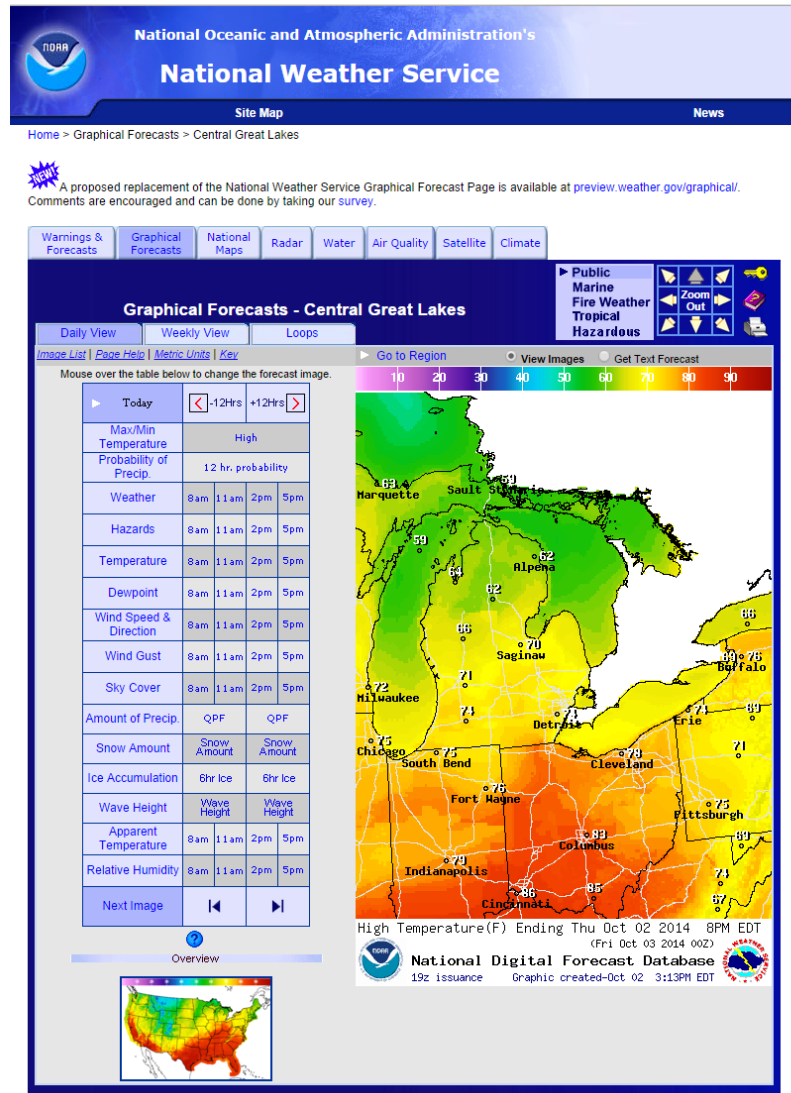 NOAA
National Oceanic and Atmospheric Administration's
National Weather Service
Site Map News
Home > Graphical Forecasts > Central Great Lakes
NEW!
A proposed replacement of the National Weather Service Graphical Forecast Page is available at preview.weather.gov/graphical/.
Comments are encouraged and can be done by taking our survey.
Warnings & Forecasts Graphical Forecasts National Maps Radar Water Air Quality Satellite Climate
Graphical Forecasts - Central Great Lakes
Public
Marine
Fire Weather
Tropical
Hazardous
Zoom Out
Daily View Weekly View Loops
Image List | Page Help | Metric Units | Key
Go to Region View Images Get Text Forecast
Mouse over the table below to change the forecast image.
Today -12Hrs +12Hrs
Max/Min Temperature High
Probability of Precip. 12 hr. probability
Weather 8am 11am 2pm 5pm
Hazards 8am 11am 2pm 5pm
Temperature 8am 11am 2pm 5pm
Dewpoint 8am 11am 2pm 5pm
Wind Speed & Direction 8am 11am 2pm 5pm
Wind Gust 8am 11am 2pm 5pm
Sky Cover 8am 11am 2pm 5pm
Amount of Precip. QPF QPF
Snow Amount Snow Amount Snow Amount
Ice Accumulation 6hr Ice 6hr Ice
Wave Height Wave Height Wave Height
Apparent Temperature 8am 11am 2pm 5pm
Relative Humidity 8am 11am 2pm 5pm
Next Image
?
Overview
10 20 30 40 50 60 70 80 90
63
Marquette
Sault
59
62
Alpena
64
62
66
66
70
Saginaw
69 76
Buffalo
71
72
Milwaukee
74
Detroit
74
Erie
69
75
Chicago
75
South Bend
78
Cleveland
71
76
Fort Wayne
75
Pittsburgh
83
Columbus
69
79
Indianapolis
74
86
Cincinnati
85
67
High Temperature(F) Ending Thu Oct 02 2014 8PM EDT
(Fri Oct 03 2014 00Z)
National Digital Forecast Database
19z issuance Graphic created-Oct 02 3:13PM EDT